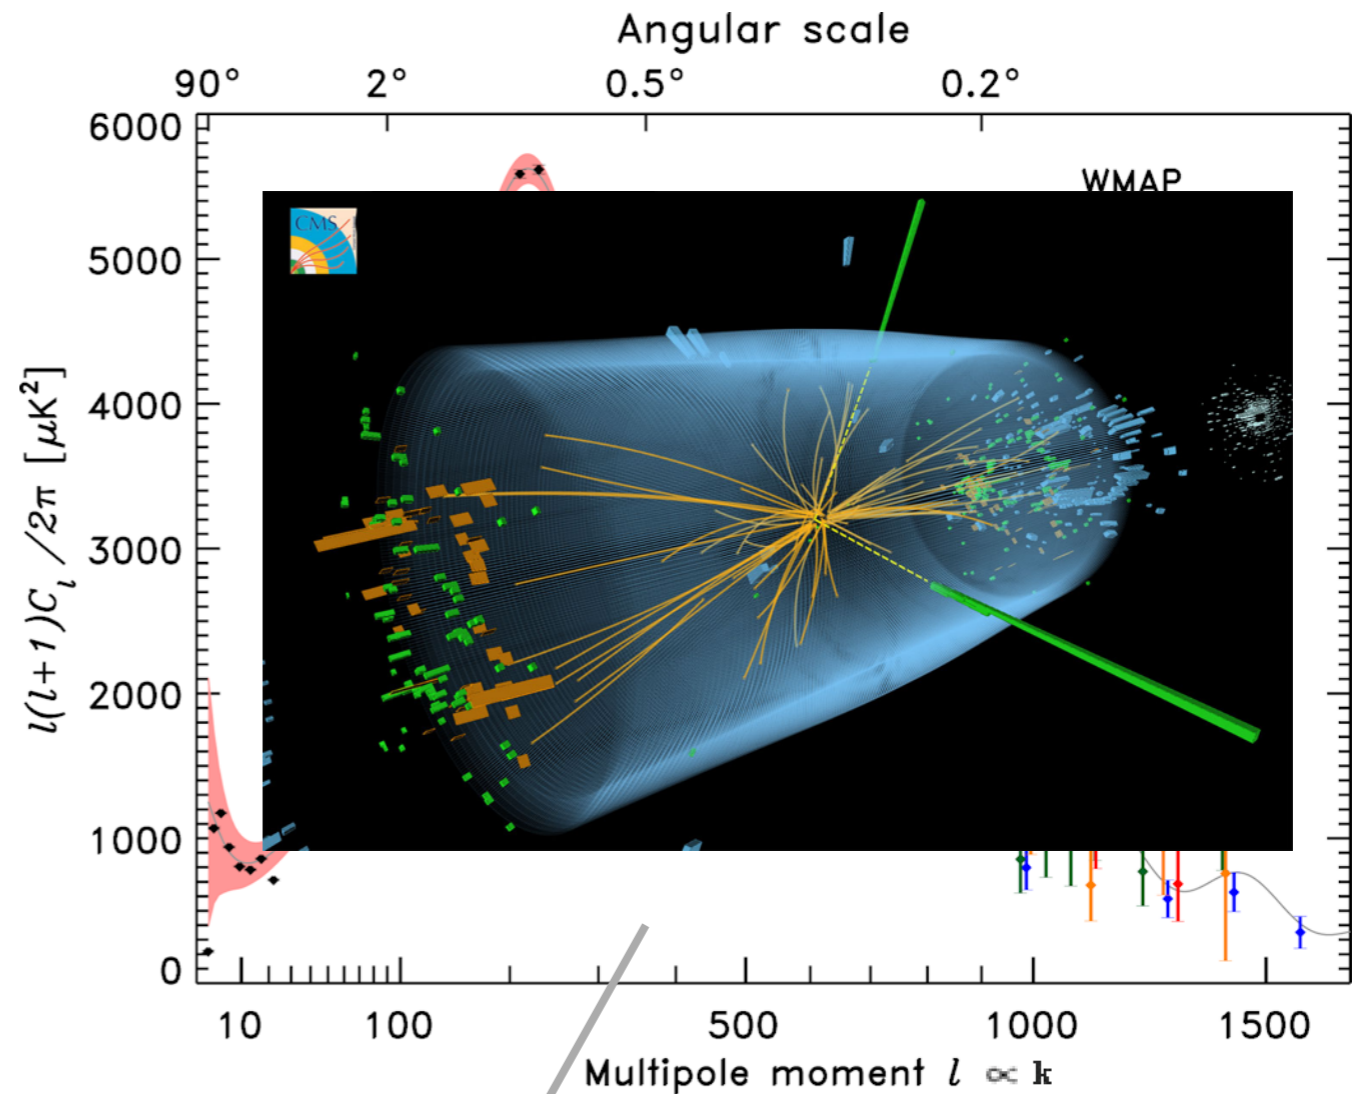 Angular scale
90° 2° 0.5° 0.2°
6000
WMAP
CMS
5000
4000
3000
2000
1000
0
l(l+1)C_l/2π [μK²]
10 100 500 1000 1500
Multipole moment l ∝ k